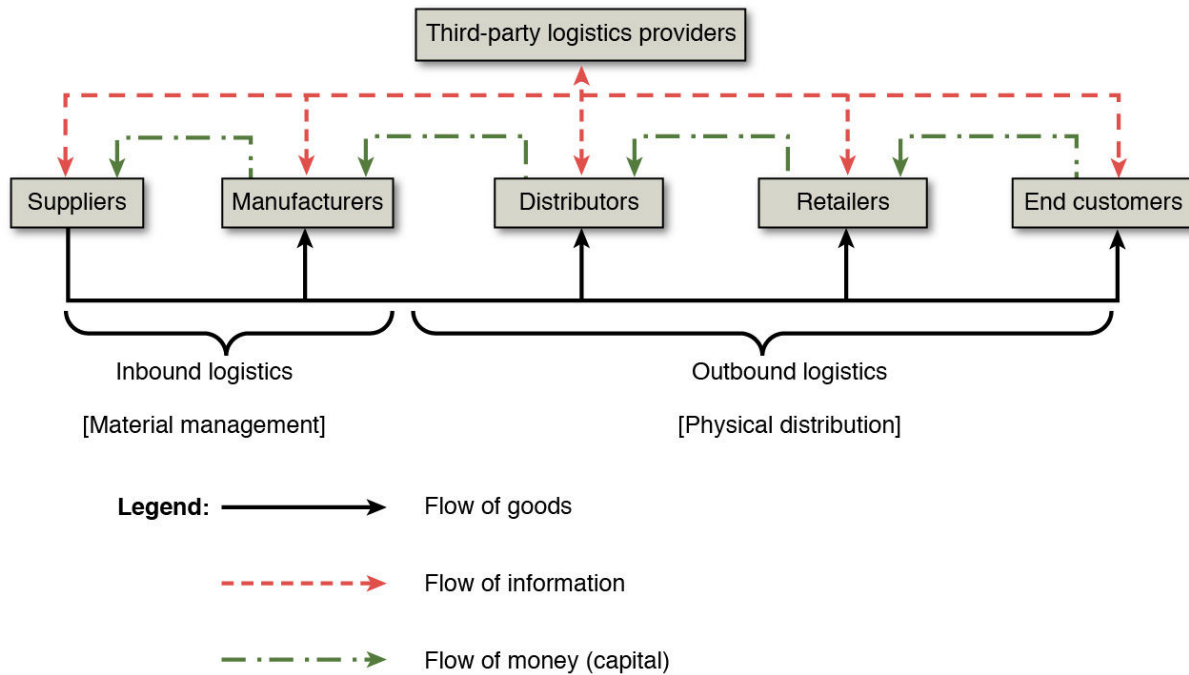 Third-party logistics providers
Suppliers
Manufacturers
Distributors
Retailers
End customers
Inbound logistics
Outbound logistics
[Material management]
[Physical distribution]
Legend:
Flow of goods
Flow of information
Flow of money (capital)